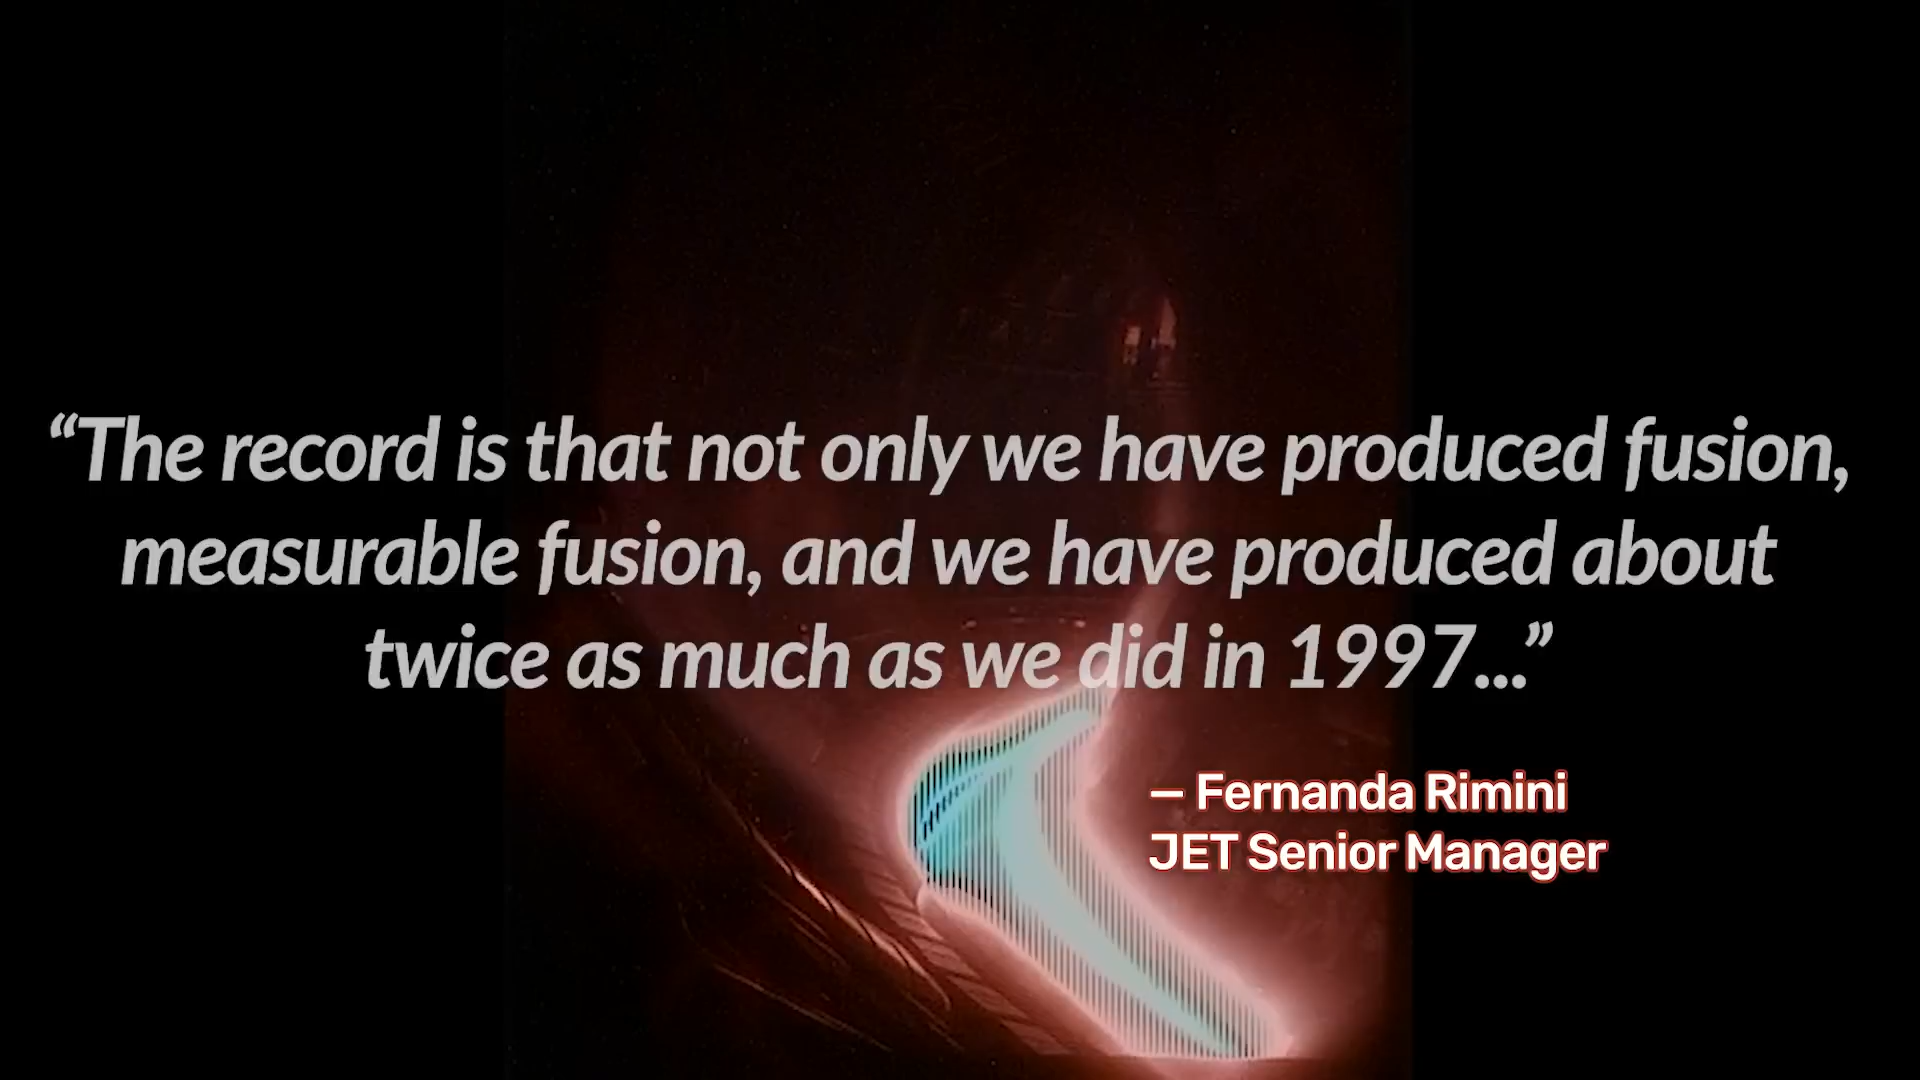 “The record is that not only we have produced fusion,
measurable fusion, and we have produced about
twice as much as we did in 1997...”
– Fernanda Rimini
JET Senior Manager